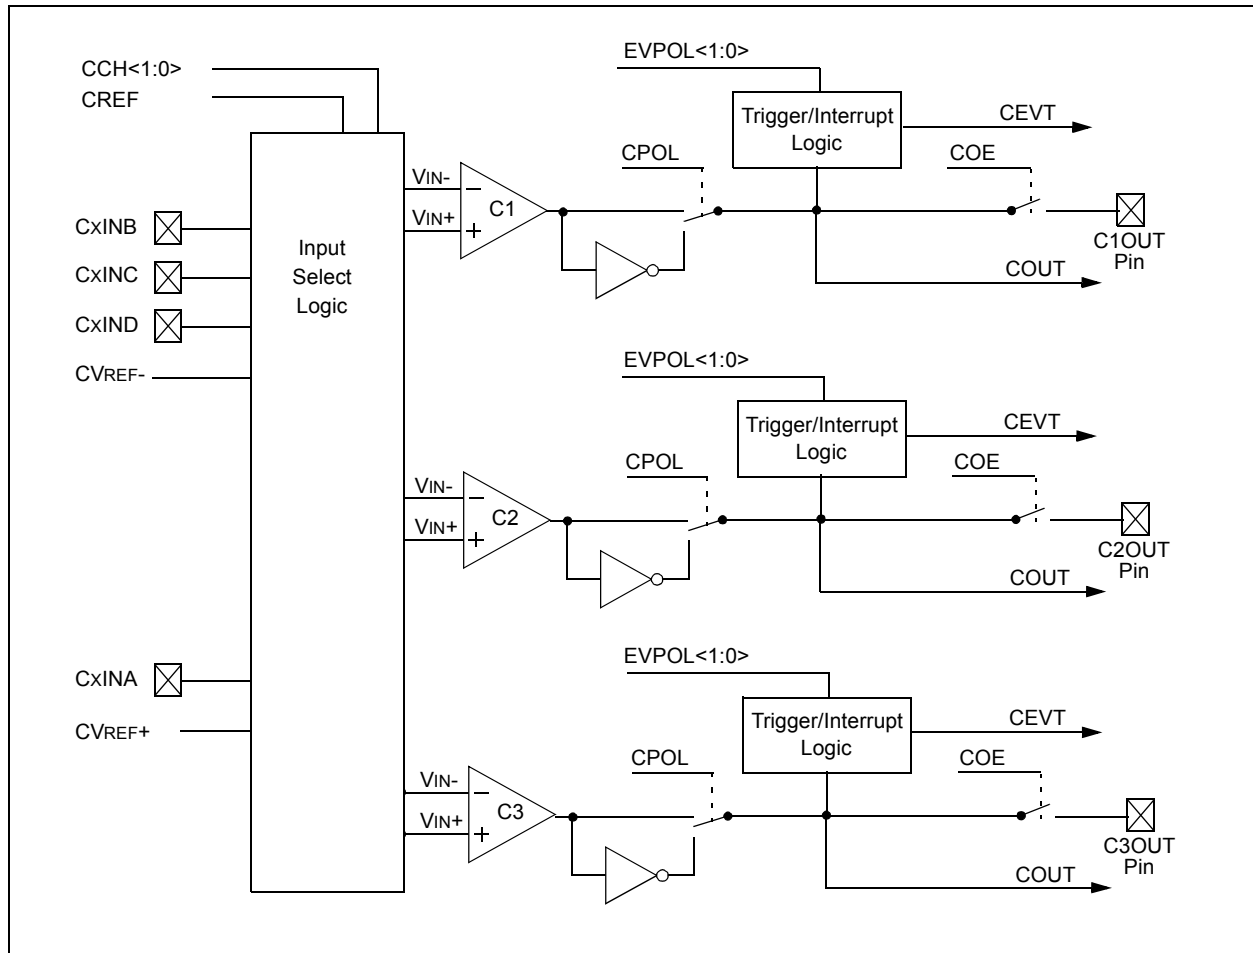 CCH<1:0>
CREF
CXINB
CXINC
CXIND
CVREF-
CXINA
CVREF+
Input
Select
Logic
EVPOL<1:0>
Trigger/Interrupt
Logic
CEVT
CPOL
COE
VIN-
VIN+
C1
−
+
C1OUT
Pin
COUT
EVPOL<1:0>
Trigger/Interrupt
Logic
CEVT
CPOL
COE
VIN-
VIN+
C2
−
+
C2OUT
Pin
COUT
EVPOL<1:0>
Trigger/Interrupt
Logic
CEVT
CPOL
COE
VIN-
VIN+
C3
−
+
C3OUT
Pin
COUT